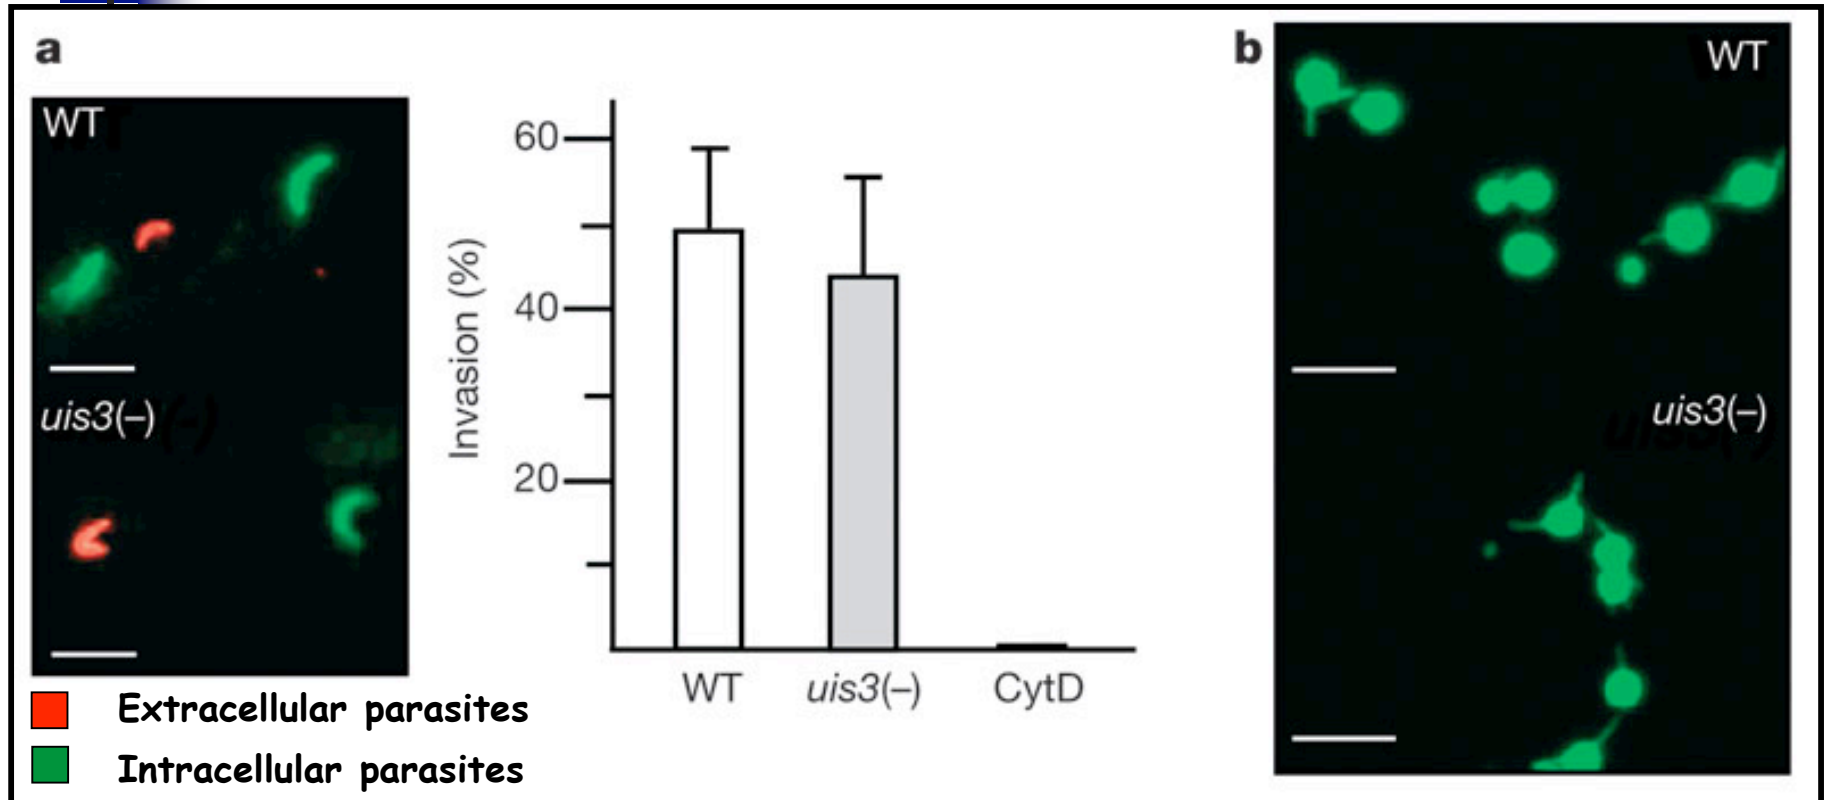 a
WT
uis3(–)
Extracellular parasites
Intracellular parasites
Invasion (%)
60
40
20
WT
uis3(–)
CytD
b
WT
uis3(–)